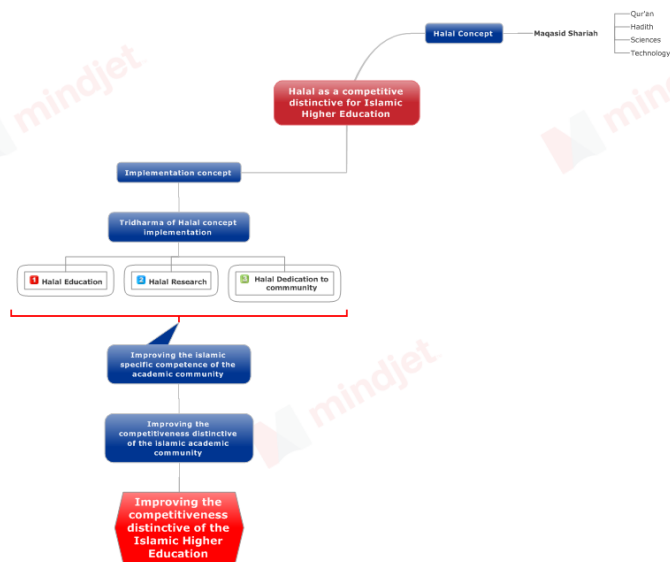 Halal Concept
Maqasid Shariah
Qur'an
Hadith
Sciences
Technology
mindjet
Halal as a competitive
distinctive for Islamic
Higher Education
Implementation concept
Tridharma of Halal concept
implementation
1 Halal Education
2 Halal Research
3 Halal Dedication to
commmunity
Improving the islamic
specific competence of the
academic community
mindjet
Improving the
competitiveness distinctive
of the islamic academic
community
Improving the
competitiveness
distinctive of the
Islamic Higher
Education